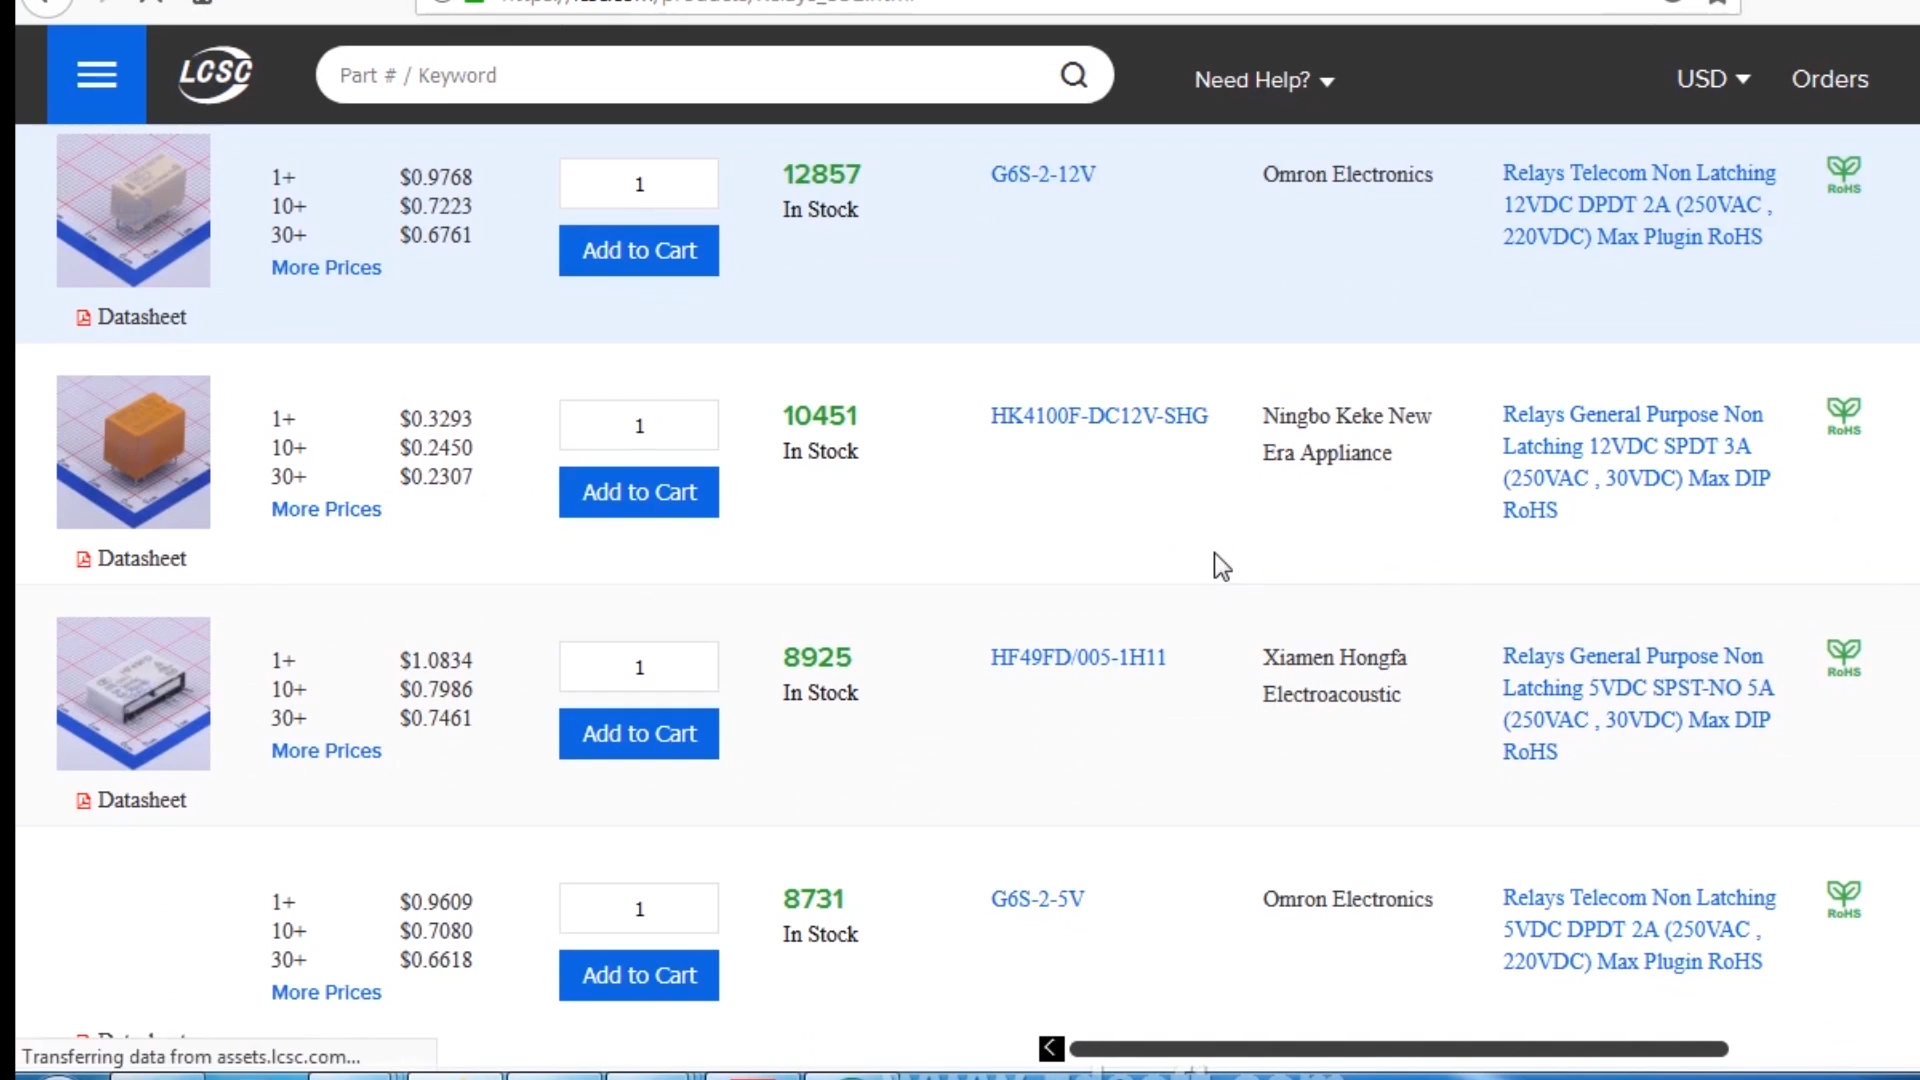 LCSC
Part # / Keyword
Need Help?
USD
Orders
1+ $0.9768
10+ $0.7223
30+ $0.6761
More Prices
1
Add to Cart
12857
In Stock
G6S-2-12V
Omron Electronics
Relays Telecom Non Latching
12VDC DPDT 2A (250VAC ,
220VDC) Max Plugin RoHS
RoHS
Datasheet
1+ $0.3293
10+ $0.2450
30+ $0.2307
More Prices
1
Add to Cart
10451
In Stock
HK4100F-DC12V-SHG
Ningbo Keke New
Era Appliance
Relays General Purpose Non
Latching 12VDC SPDT 3A
(250VAC , 30VDC) Max DIP
RoHS
RoHS
Datasheet
1+ $1.0834
10+ $0.7986
30+ $0.7461
More Prices
1
Add to Cart
8925
In Stock
HF49FD/005-1H11
Xiamen Hongfa
Electroacoustic
Relays General Purpose Non
Latching 5VDC SPST-NO 5A
(250VAC , 30VDC) Max DIP
RoHS
RoHS
Datasheet
1+ $0.9609
10+ $0.7080
30+ $0.6618
More Prices
1
Add to Cart
8731
In Stock
G6S-2-5V
Omron Electronics
Relays Telecom Non Latching
5VDC DPDT 2A (250VAC ,
220VDC) Max Plugin RoHS
RoHS
Transferring data from assets.lcsc.com...